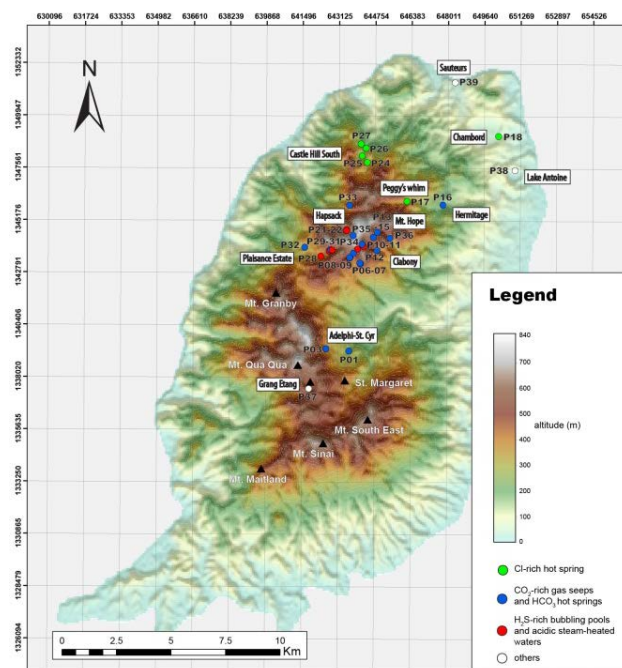 630096 631724 633353 634982 636610 638239 639868 641496 643125 644754 646383 648011 649640 651269 652897 654526
1352332
1349947
1347561
1345176
1342791
1340406
1338020
1335635
1333250
1330865
1328479
1326094
N
Sauteurs
P39
Chambord
P18
P27
P26
Castle Hill South
P25 P24
P38
Lake Antoine
Peggy's whim
P17
P16
P33
Hapsack
Mt. Hope
Hermitage
P21-22
P35
P36
P29-31
P34
P10-11
P32
Plaisance Estate
P28
P08-09
P12
Clabony
P06-07
Mt. Granby
Adelphi-St. Cyr
P03
P01
Mt. Qua Qua
Grang Etang
St. Margaret
P37
Mt. South East
Mt. Sinai
Mt. Maitland
0 2.5 5 7.5 10
Km
Legend
840
700
600
500
400
300
200
100
0
altitude (m)
Cl-rich hot spring
CO2-rich gas seeps
and HCO3 hot springs
H2S-rich bubbling pools
and acidic steam-heated
waters
others